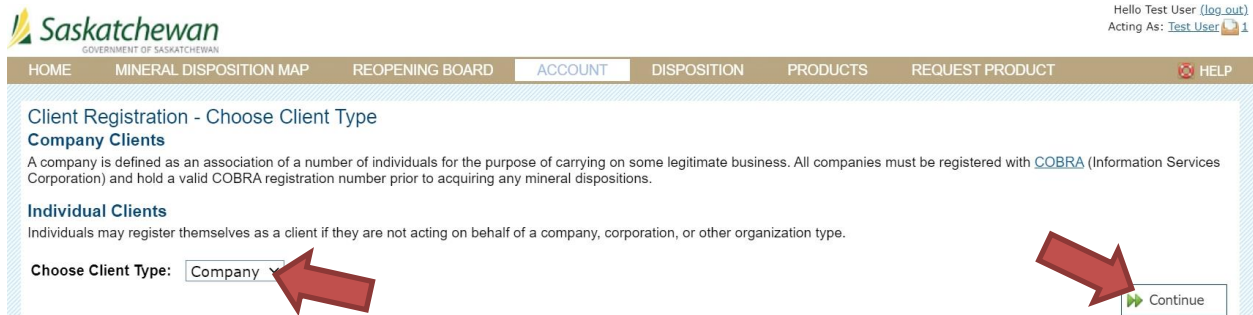 Saskatchewan
GOVERNMENT OF SASKATCHEWAN
Hello Test User (log out)
Acting As: Test User 1
HOME MINERAL DISPOSITION MAP REOPENING BOARD ACCOUNT DISPOSITION PRODUCTS REQUEST PRODUCT HELP
Client Registration - Choose Client Type
Company Clients
A company is defined as an association of a number of individuals for the purpose of carrying on some legitimate business. All companies must be registered with COBRA (Information Services
Corporation) and hold a valid COBRA registration number prior to acquiring any mineral dispositions.
Individual Clients
Individuals may register themselves as a client if they are not acting on behalf of a company, corporation, or other organization type.
Choose Client Type: Company
Continue